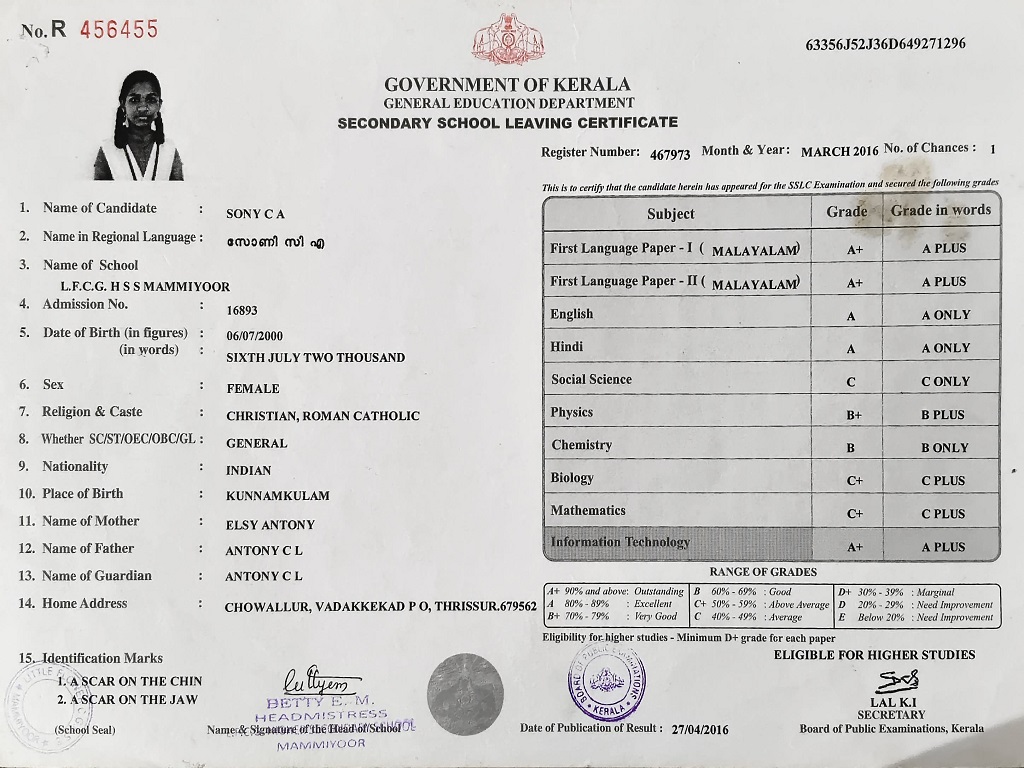 No. R 456455
63356J52J36D649271296
GOVERNMENT OF KERALA
GENERAL EDUCATION DEPARTMENT
SECONDARY SCHOOL LEAVING CERTIFICATE
Register Number: 467973 Month & Year: MARCH 2016 No. of Chances : 1
This is to certify that the candidate herein has appeared for the SSLC Examination and secured the following grades
1. Name of Candidate : SONY C A
2. Name in Regional Language : സോണി സി എ
3. Name of School
L.F.C.G. H S S MAMMIYOOR
4. Admission No. : 16893
5. Date of Birth (in figures) : 06/07/2000
(in words) : SIXTH JULY TWO THOUSAND
6. Sex : FEMALE
7. Religion & Caste : CHRISTIAN, ROMAN CATHOLIC
8. Whether SC/ST/OEC/OBC/GL : GENERAL
9. Nationality : INDIAN
10. Place of Birth : KUNNAMKULAM
11. Name of Mother : ELSY ANTONY
12. Name of Father : ANTONY C L
13. Name of Guardian : ANTONY C L
14. Home Address : CHOWALLUR, VADAKKEKAD P O, THRISSUR.679562
15. Identification Marks
1. A SCAR ON THE CHIN
2. A SCAR ON THE JAW
(School Seal)
BETTY E. M.
HEADMISTRESS
MAMMIYOOR
Name & Signature of the Head of School
Subject Grade Grade in words
First Language Paper - I ( MALAYALAM) A+ A PLUS
First Language Paper - II ( MALAYALAM) A+ A PLUS
English A A ONLY
Hindi A A ONLY
Social Science C C ONLY
Physics B+ B PLUS
Chemistry B B ONLY
Biology C+ C PLUS
Mathematics C+ C PLUS
Information Technology A+ A PLUS
RANGE OF GRADES
A+ 90% and above: Outstanding B 60% - 69% : Good D+ 30% - 39% : Marginal
A 80% - 89% : Excellent C+ 50% - 59% : Above Average D 20% - 29% : Need Improvement
B+ 70% - 79% : Very Good C 40% - 49% : Average E Below 20% : Need Improvement
Eligibility for higher studies - Minimum D+ grade for each paper
ELIGIBLE FOR HIGHER STUDIES
BOARD OF PUBLIC EXAMINATIONS
KERALA
LAL K.I
SECRETARY
Date of Publication of Result : 27/04/2016
Board of Public Examinations, Kerala